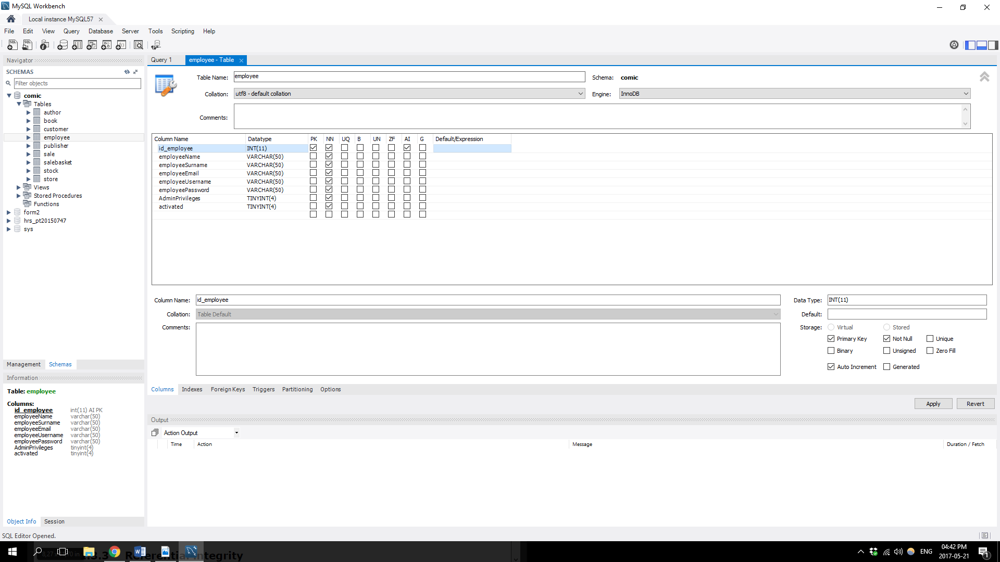 MySQL Workbench
Local instance MySQL57
File Edit View Query Database Server Tools Scripting Help
Navigator
SCHEMAS
Filter objects
comic
Tables
author
book
customer
employee
publisher
sale
salebasket
stock
store
Views
Stored Procedures
Functions
form2
hrs_pt20150747
sys
Management Schemas
Information
Table: employee
Columns:
id_employee int(11) AI PK
employeeName varchar(50)
employeeSurname varchar(50)
employeeEmail varchar(50)
employeeUsername varchar(50)
employeePassword varchar(50)
AdminPrivileges tinyint(4)
activated tinyint(4)
Object Info Session
Query 1 employee - Table
Table Name: employee Schema: comic
Collation: utf8 - default collation Engine: InnoDB
Comments:
Column Name Datatype PK NN UQ B UN ZF AI G Default/Expression
id_employee INT(11)
employeeName VARCHAR(50)
employeeSurname VARCHAR(50)
employeeEmail VARCHAR(50)
employeeUsername VARCHAR(50)
employeePassword VARCHAR(50)
AdminPrivileges TINYINT(4)
activated TINYINT(4)
Column Name: id_employee Data Type: INT(11)
Collation: Table Default Default:
Comments: Storage: Virtual Stored
Primary Key Not Null Unique
Binary Unsigned Zero Fill
Auto Increment Generated
Columns Indexes Foreign Keys Triggers Partitioning Options
Apply Revert
Output
Action Output
Time Action Message Duration / Fetch
SQL Editor Opened.
ENG 04:42 PM
2017-05-21
1